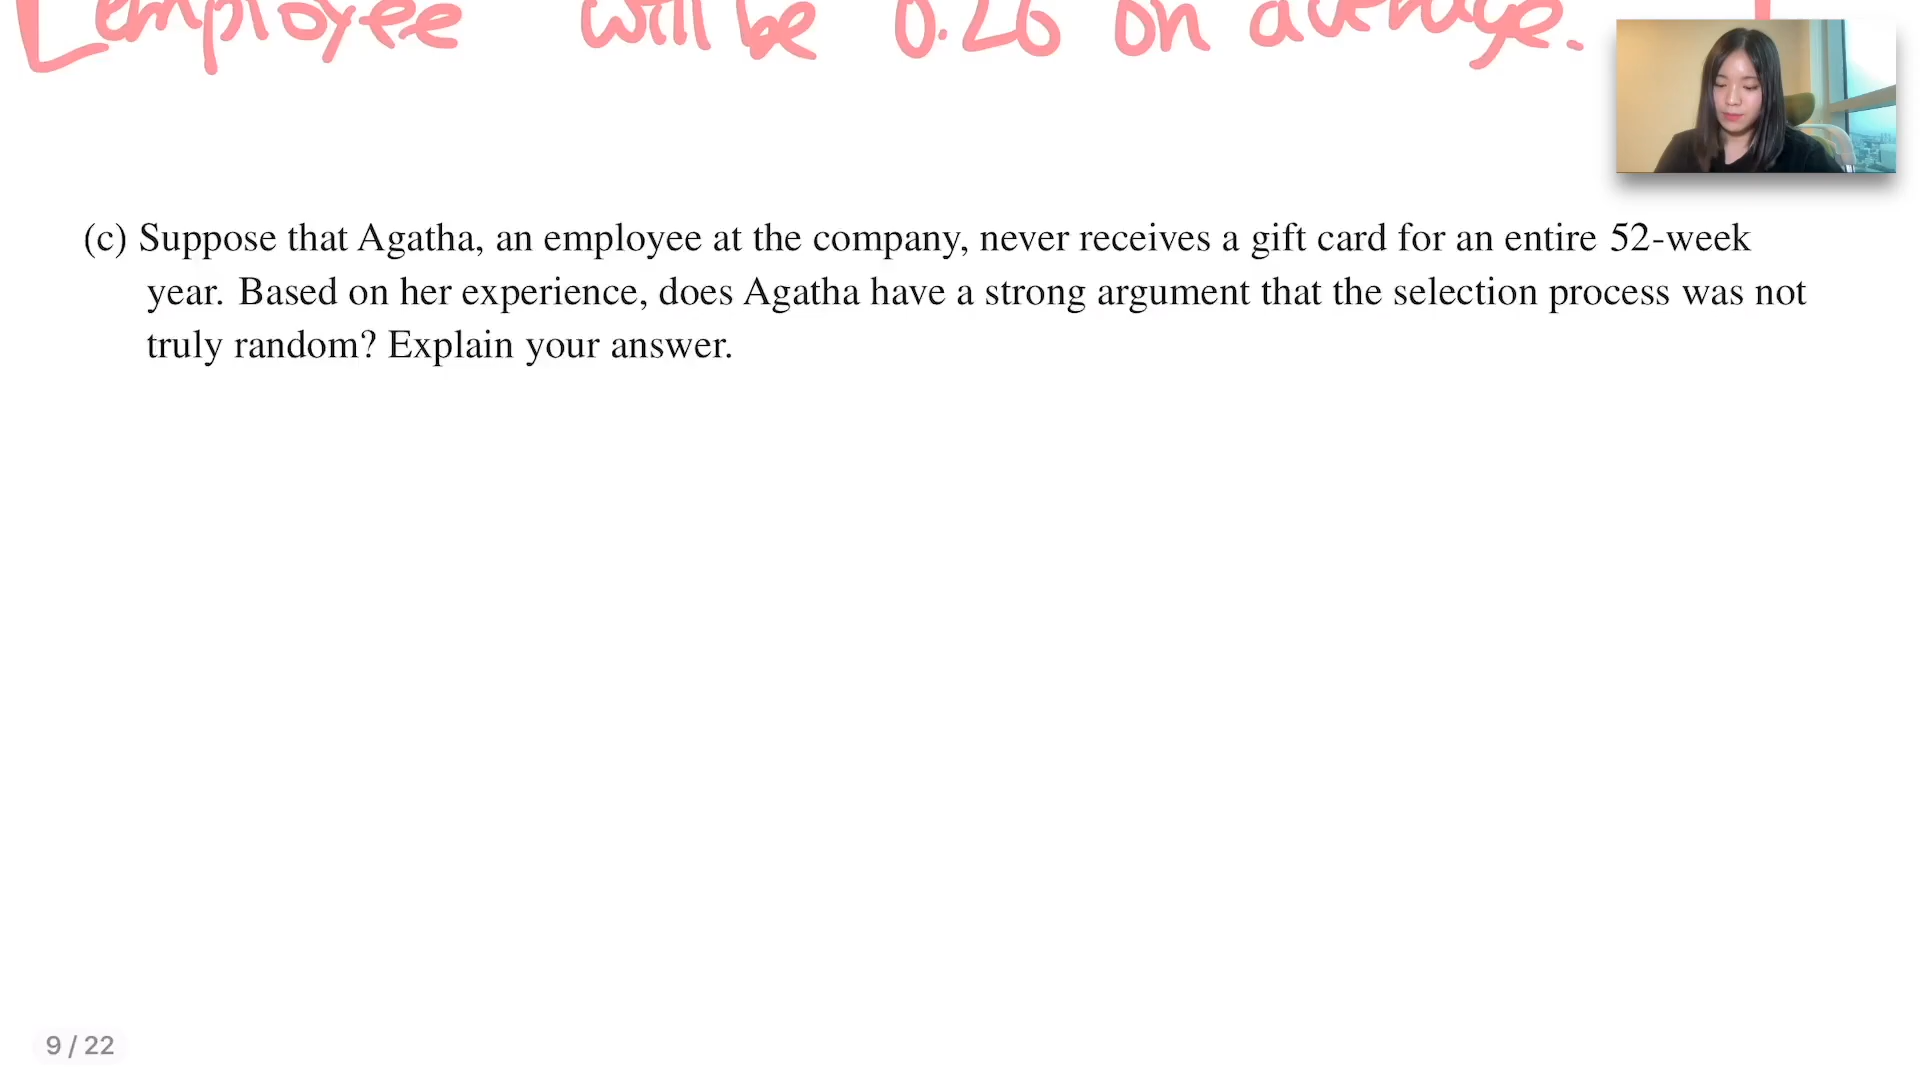 employee will be 0.26 on average.
(c) Suppose that Agatha, an employee at the company, never receives a gift card for an entire 52-week
year. Based on her experience, does Agatha have a strong argument that the selection process was not
truly random? Explain your answer.
9 / 22